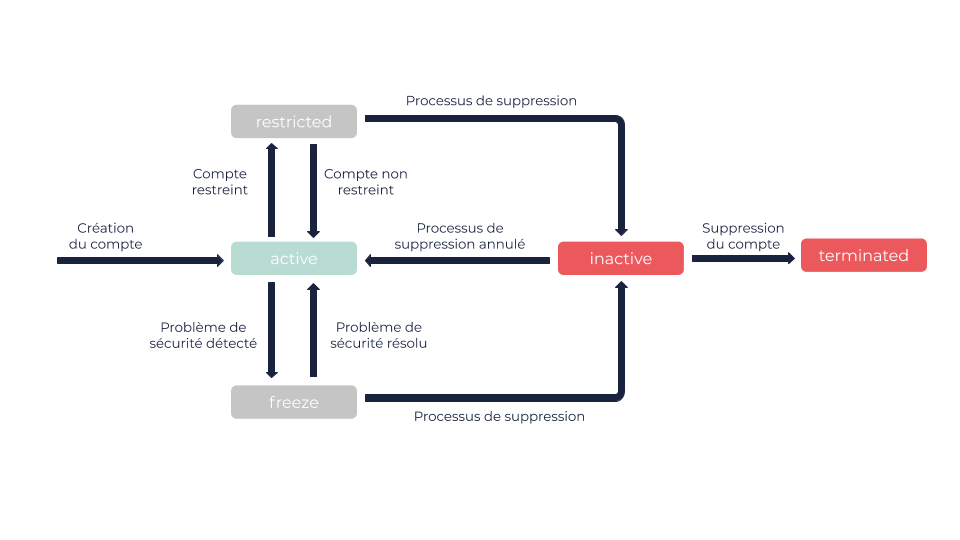 Processus de suppression
restricted
Compte
restreint
Compte non
restreint
Création
du compte
active
Processus de
suppression annulé
inactive
Suppression
du compte
terminated
Problème de
sécurité détecté
Problème de
sécurité résolu
freeze
Processus de suppression